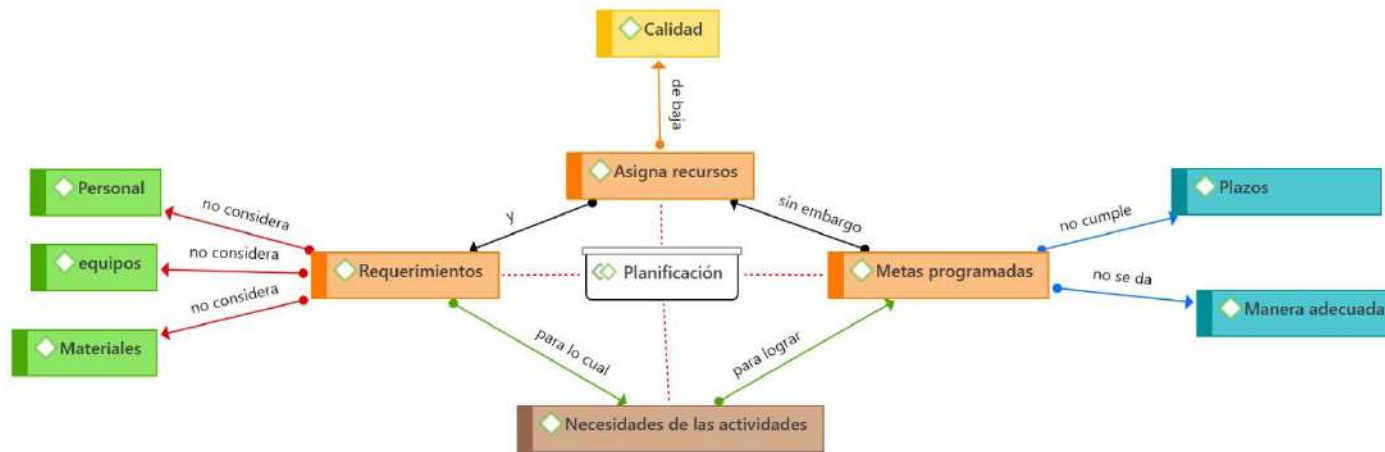 Calidad
de baja
Asigna recursos
Personal
no considera
y
sin embargo
Plazos
no cumple
equipos
no considera
Requerimientos
Planificación
Metas programadas
no se da
no considera
Materiales
Manera adecuada
para lo cual
para lograr
Necesidades de las actividades